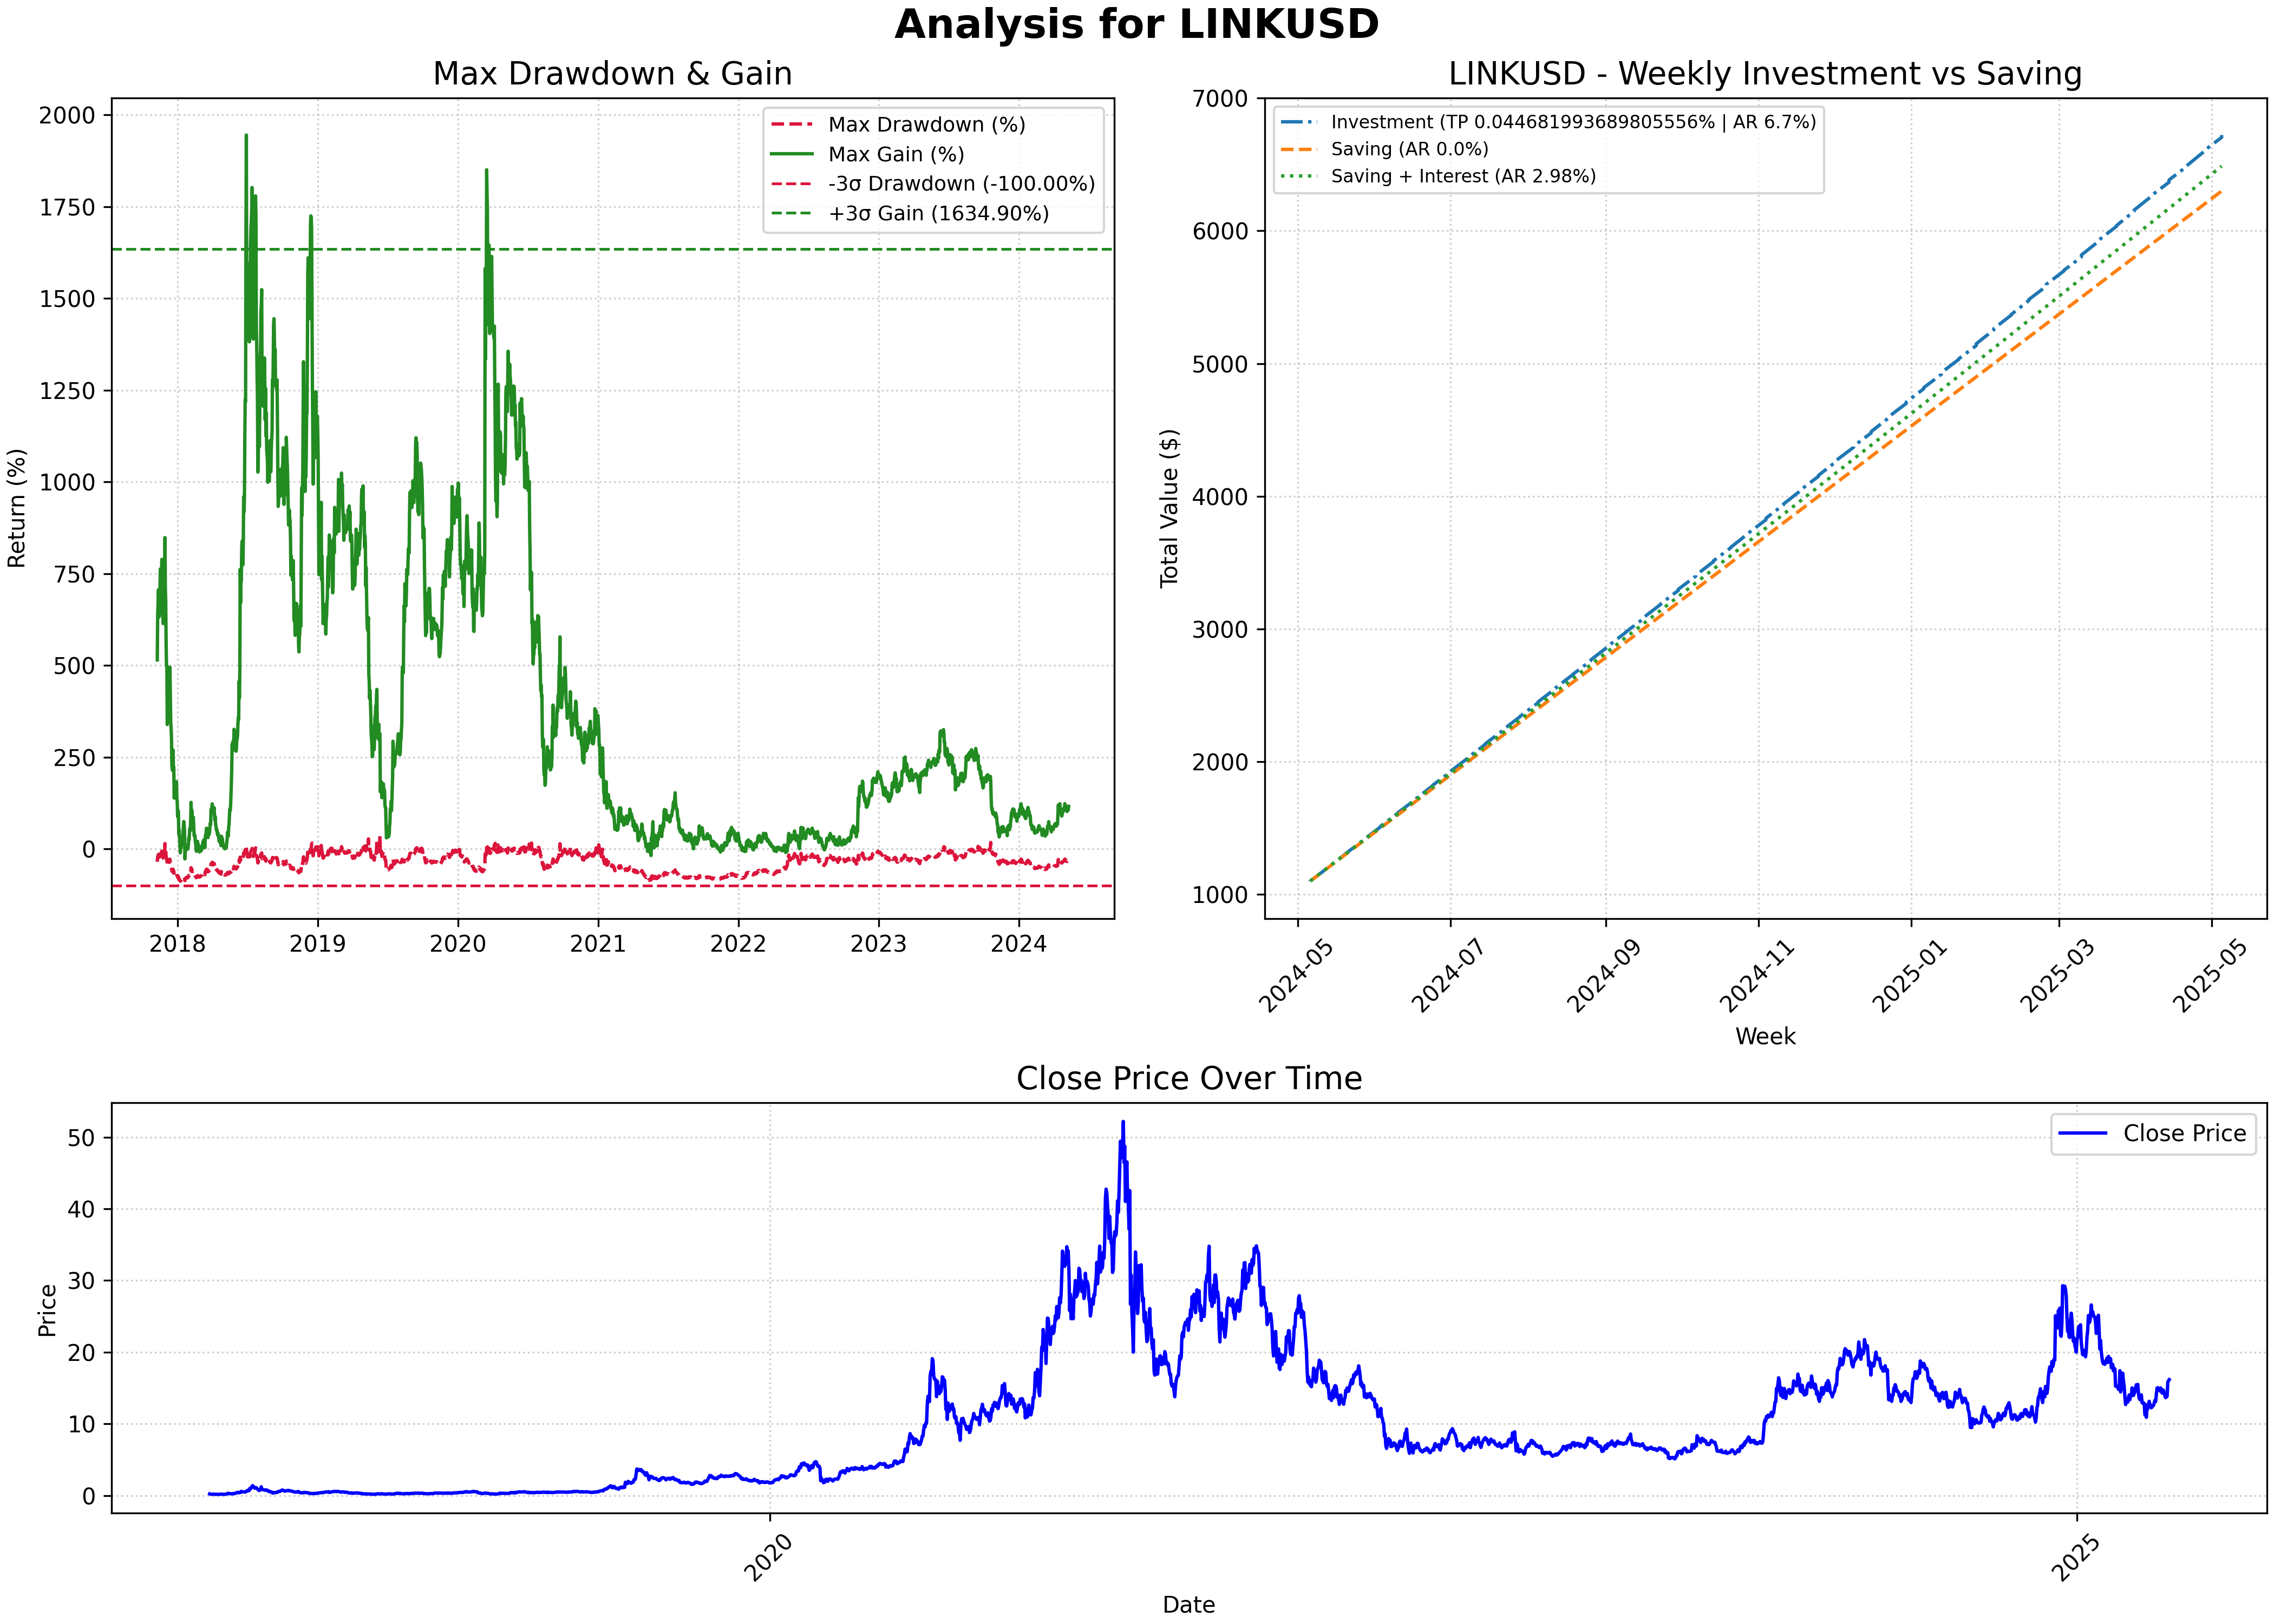 Analysis for LINKUSD
Max Drawdown & Gain
Return (%)
2000
1750
1500
1250
1000
750
500
250
0
2018
2019
2020
2021
2022
2023
2024
Max Drawdown (%)
Max Gain (%)
-3σ Drawdown (-100.00%)
+3σ Gain (1634.90%)
LINKUSD - Weekly Investment vs Saving
Total Value ($)
7000
6000
5000
4000
3000
2000
1000
Investment (TP 0.044681993689805556% | AR 6.7%)
Saving (AR 0.0%)
Saving + Interest (AR 2.98%)
2024-05
2024-07
2024-09
2024-11
2025-01
2025-03
2025-05
Week
Close Price Over Time
Price
50
40
30
20
10
0
Close Price
2020
2025
Date